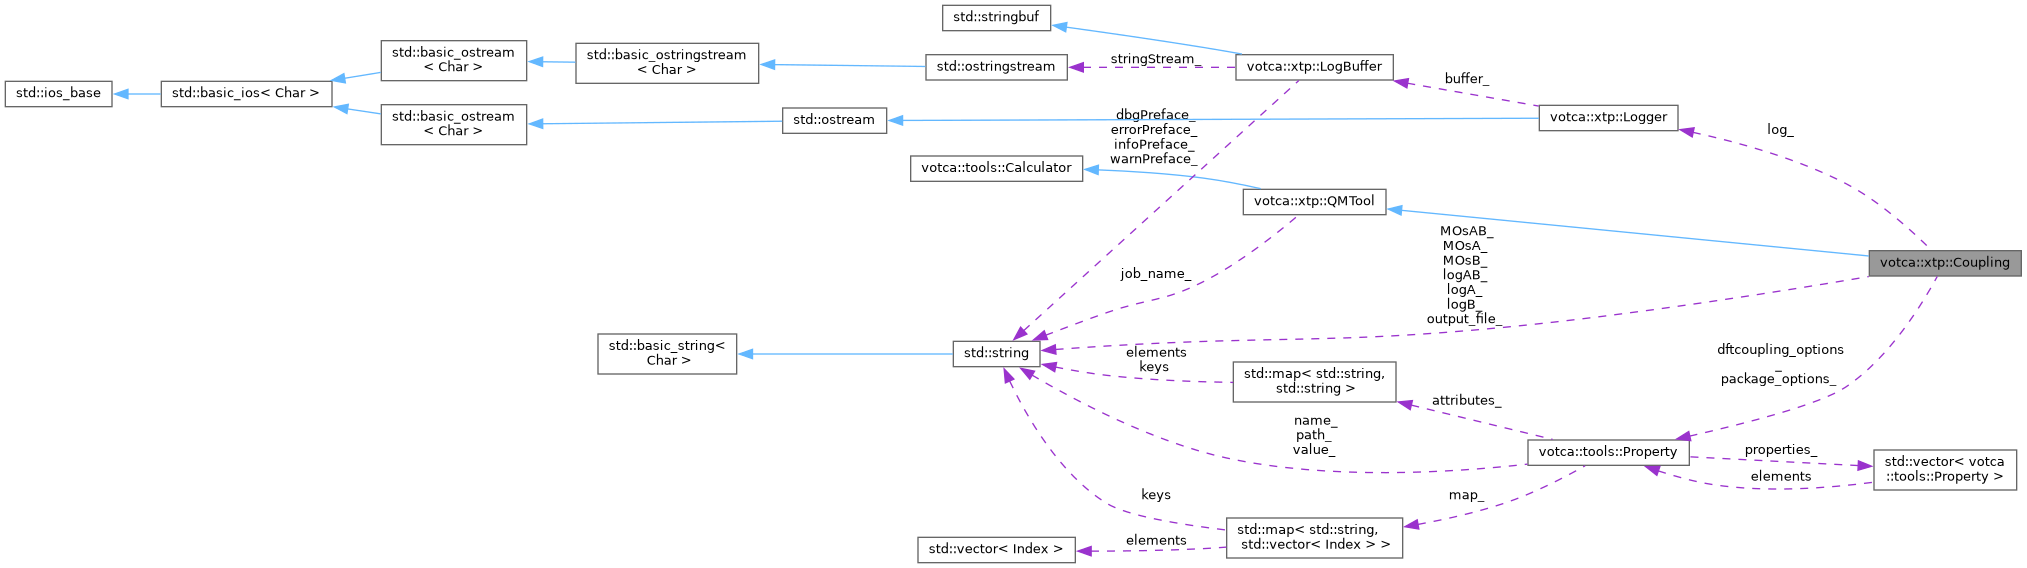 std::stringbuf
std::basic_ostream
< Char >
std::basic_ostringstream
< Char >
std::ostringstream
stringStream_
votca::xtp::LogBuffer
buffer_
std::ios_base
std::basic_ios< Char >
std::basic_ostream
< Char >
std::ostream
dbgPreface_
errorPreface_
infoPreface_
warnPreface_
votca::xtp::Logger
log_
votca::tools::Calculator
votca::xtp::QMTool
MOsAB_
MOsA_
MOsB_
logAB_
logA_
logB_
output_file_
votca::xtp::Coupling
job_name_
std::basic_string<
Char >
std::string
elements
keys
std::map< std::string,
std::string >
dftcoupling_options
_
package_options_
attributes_
name_
path_
value_
votca::tools::Property
properties_
elements
std::vector< votca
::tools::Property >
keys
map_
std::vector< Index >
elements
std::map< std::string,
std::vector< Index > >